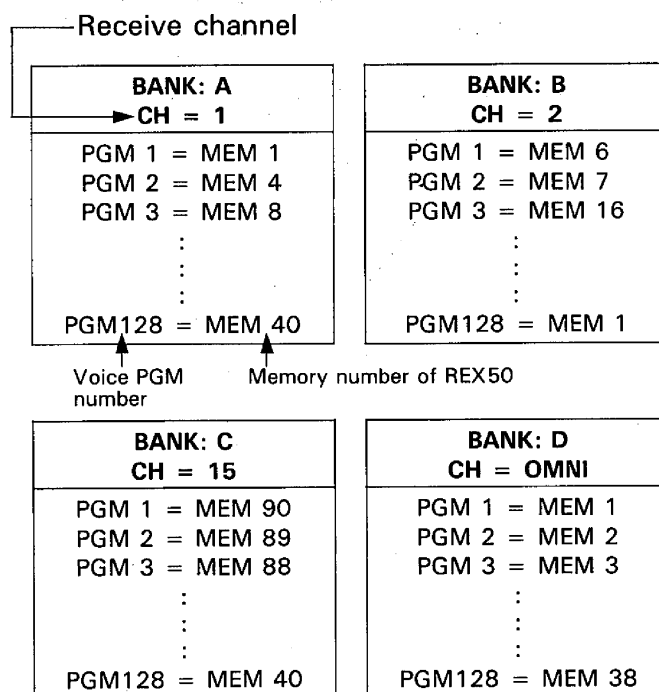 Receive channel
BANK: A
CH = 1
PGM 1 = MEM 1
PGM 2 = MEM 4
PGM 3 = MEM 8
:
:
:
PGM128 = MEM 40
BANK: B
CH = 2
PGM 1 = MEM 6
PGM 2 = MEM 7
PGM 3 = MEM 16
:
:
:
PGM128 = MEM 1
Voice PGM
number
Memory number of REX50
BANK: C
CH = 15
PGM 1 = MEM 90
PGM 2 = MEM 89
PGM 3 = MEM 88
:
:
:
PGM128 = MEM 40
BANK: D
CH = OMNI
PGM 1 = MEM 1
PGM 2 = MEM 2
PGM 3 = MEM 3
:
:
:
PGM128 = MEM 38